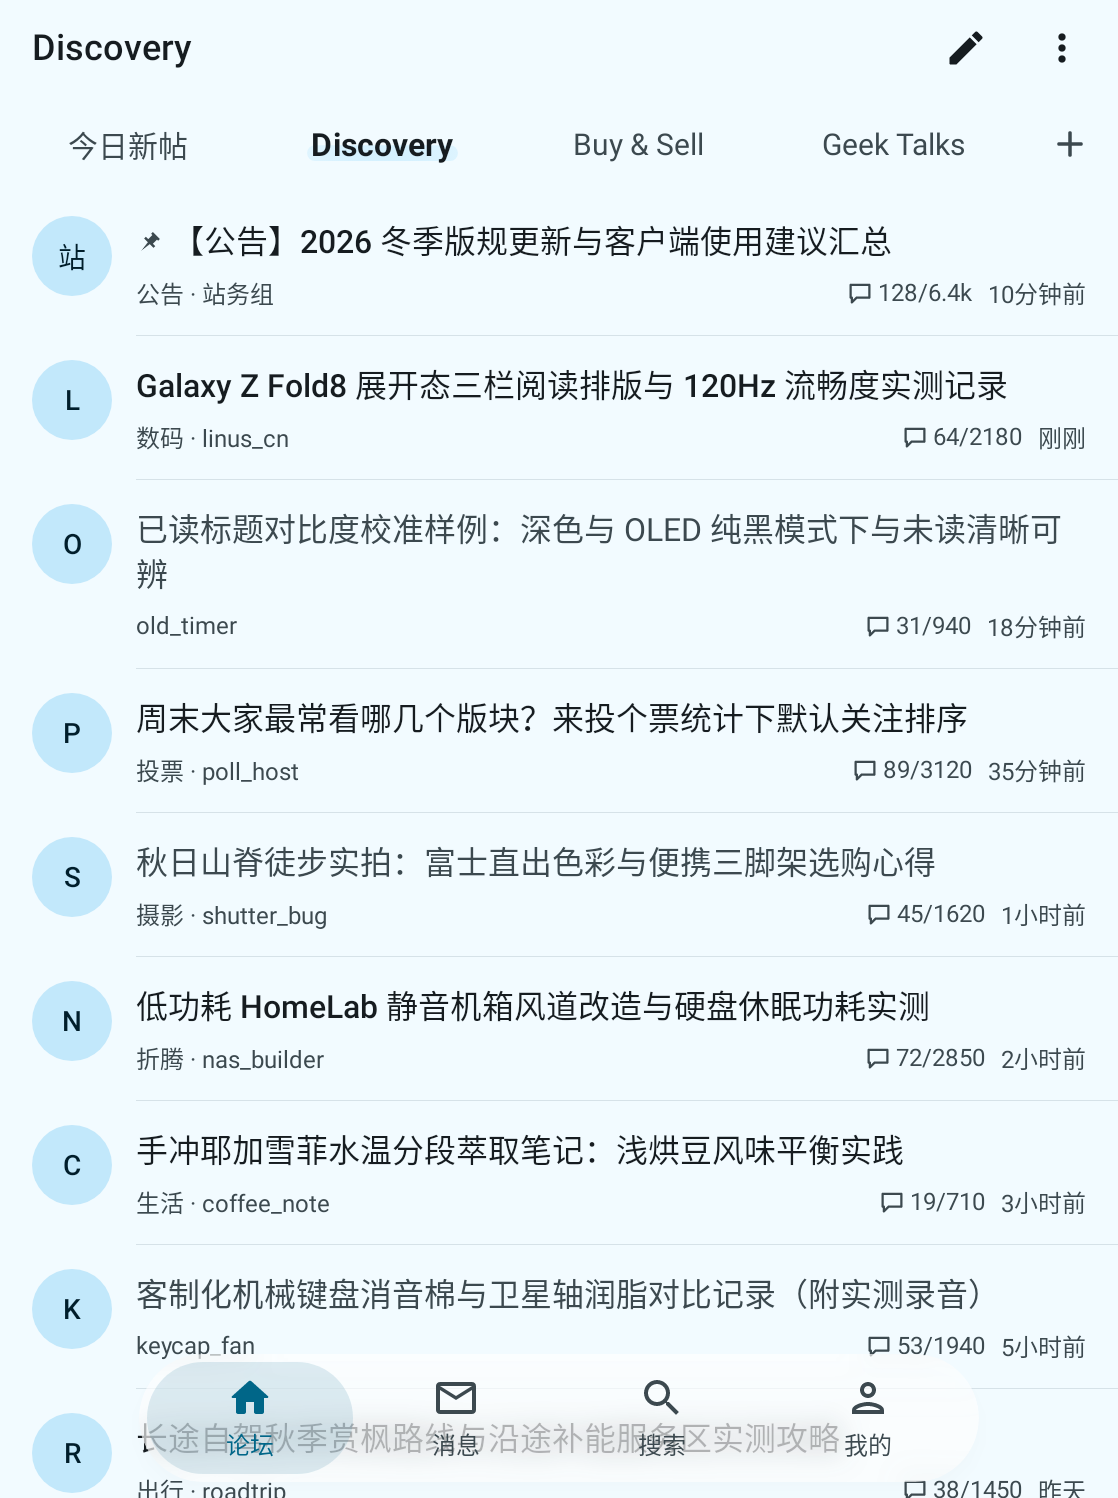 Discovery
今日新帖 Discovery Buy & Sell Geek Talks
站
【公告】2026 冬季版规更新与客户端使用建议汇总
公告 · 站务组 128/6.4k 10分钟前
L
Galaxy Z Fold8 展开态三栏阅读排版与 120Hz 流畅度实测记录
数码 · linus_cn 64/2180 刚刚
O
已读标题对比度校准样例：深色与 OLED 纯黑模式下与未读清晰可
辨
old_timer 31/940 18分钟前
P
周末大家最常看哪几个版块？来投个票统计下默认关注排序
投票 · poll_host 89/3120 35分钟前
S
秋日山脊徒步实拍：富士直出色彩与便携三脚架选购心得
摄影 · shutter_bug 45/1620 1小时前
N
低功耗 HomeLab 静音机箱风道改造与硬盘休眠功耗实测
折腾 · nas_builder 72/2850 2小时前
C
手冲耶加雪菲水温分段萃取笔记：浅烘豆风味平衡实践
生活 · coffee_note 19/710 3小时前
K
客制化机械键盘消音棉与卫星轴润脂对比记录（附实测录音）
keycap_fan 53/1940 5小时前
R
长途自驾秋季赏枫路线与沿途补能服务区实测攻略
论坛 消息 搜索 我的
出行 · roadtrip 38/1450 昨天